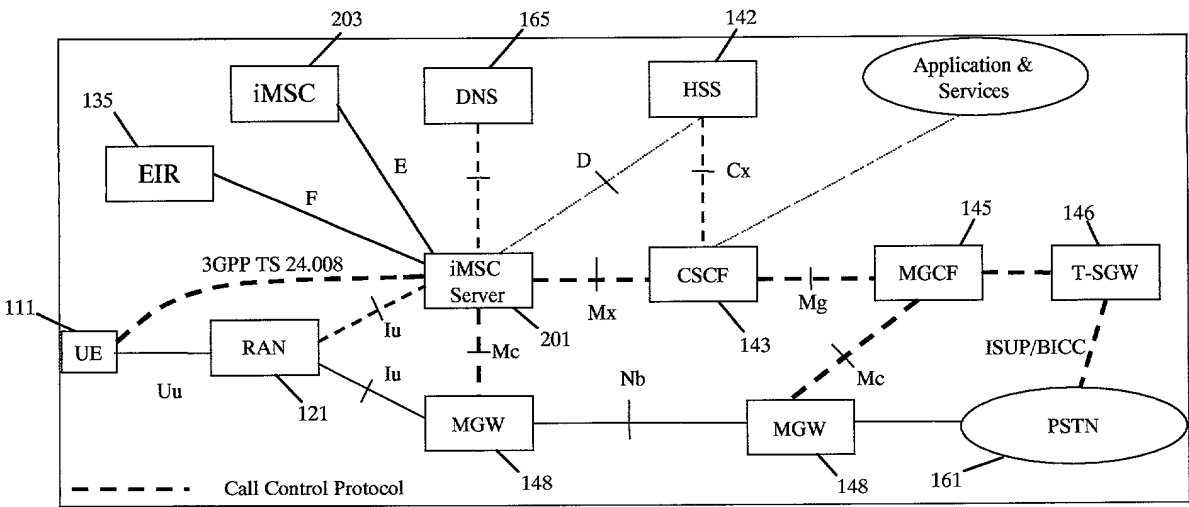 203
165
142
Application &
Services
iMSC
DNS
HSS
135
EIR
E
D
Cx
F
145
146
3GPP TS 24.008
iMSC
Server
CSCF
MGCF
T-SGW
111
Iu
Mx
Mg
UE
RAN
201
Mc
143
ISUP/BICC
Uu
Iu
Nb
Mc
121
MGW
MGW
PSTN
148
148
161
Call Control Protocol